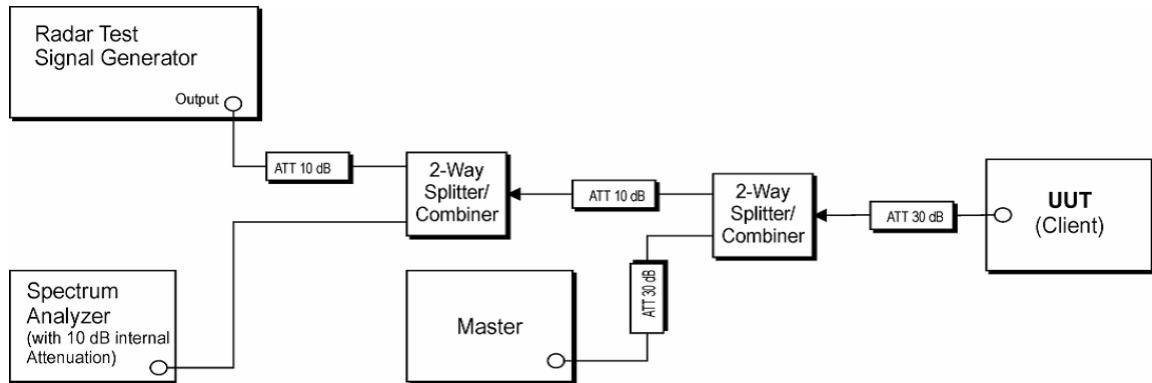 Radar Test
Signal Generator
Output
ATT 10 dB
2-Way
Splitter/
Combiner
ATT 10 dB
2-Way
Splitter/
Combiner
ATT 30 dB
UUT
(Client)
Spectrum
Analyzer
(with 10 dB internal
Attenuation)
Master
ATT 30 dB